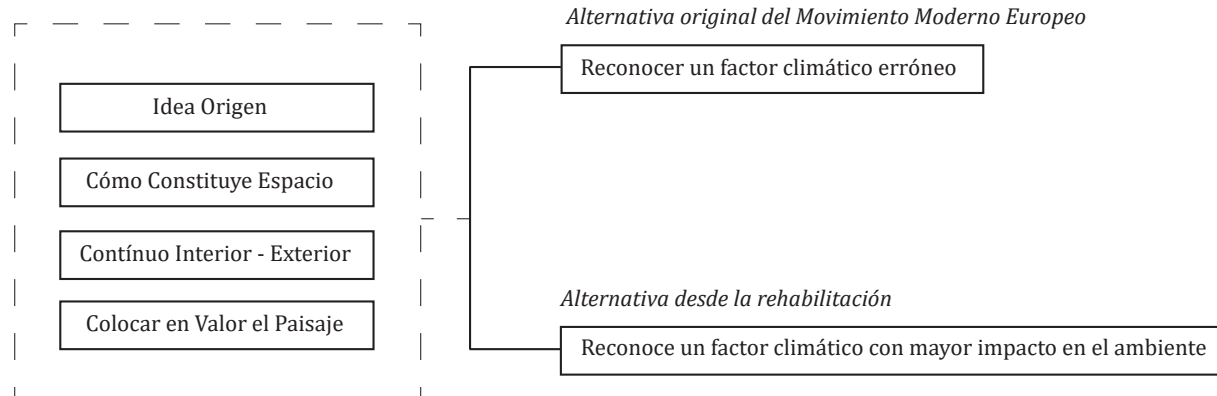 Idea Origen
Cómo Constituye Espacio
Contínuo Interior - Exterior
Colocar en Valor el Paisaje
Alternativa original del Movimiento Moderno Europeo
Reconocer un factor climático erróneo
Alternativa desde la rehabilitación
Reconoce un factor climático con mayor impacto en el ambiente